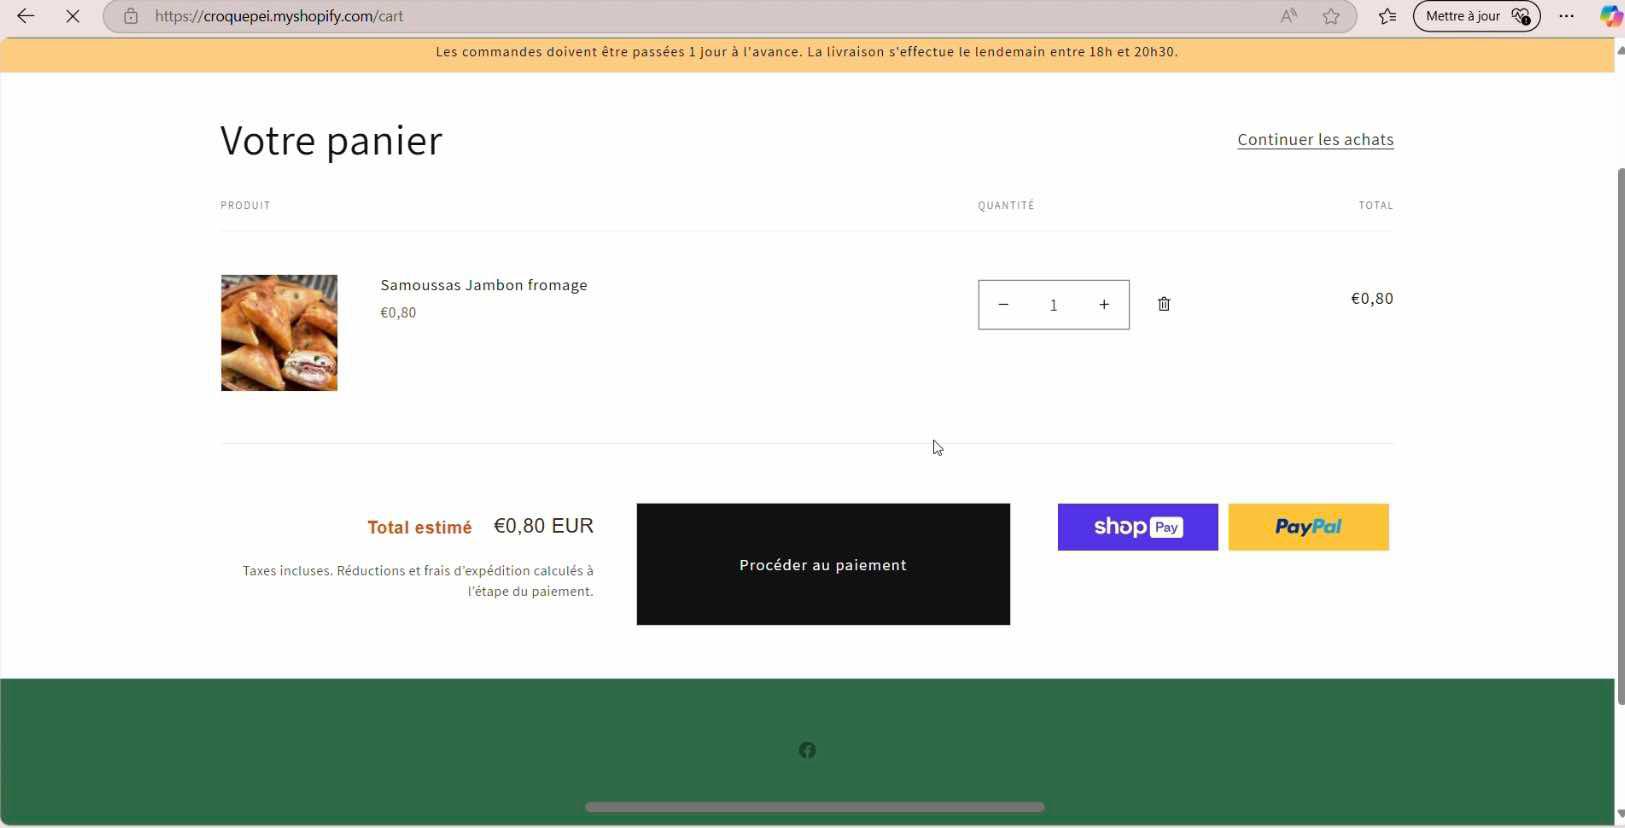 https://croquepei.myshopify.com/cart
Mettre à jour
Les commandes doivent être passées 1 jour à l'avance. La livraison s'effectue le lendemain entre 18h et 20h30.
Votre panier
Continuer les achats
PRODUIT
QUANTITÉ
TOTAL
Samoussas Jambon fromage
€0,80
1
€0,80
Total estimé €0,80 EUR
Taxes incluses. Réductions et frais d'expédition calculés à
l'étape du paiement.
Procéder au paiement
shop Pay
PayPal